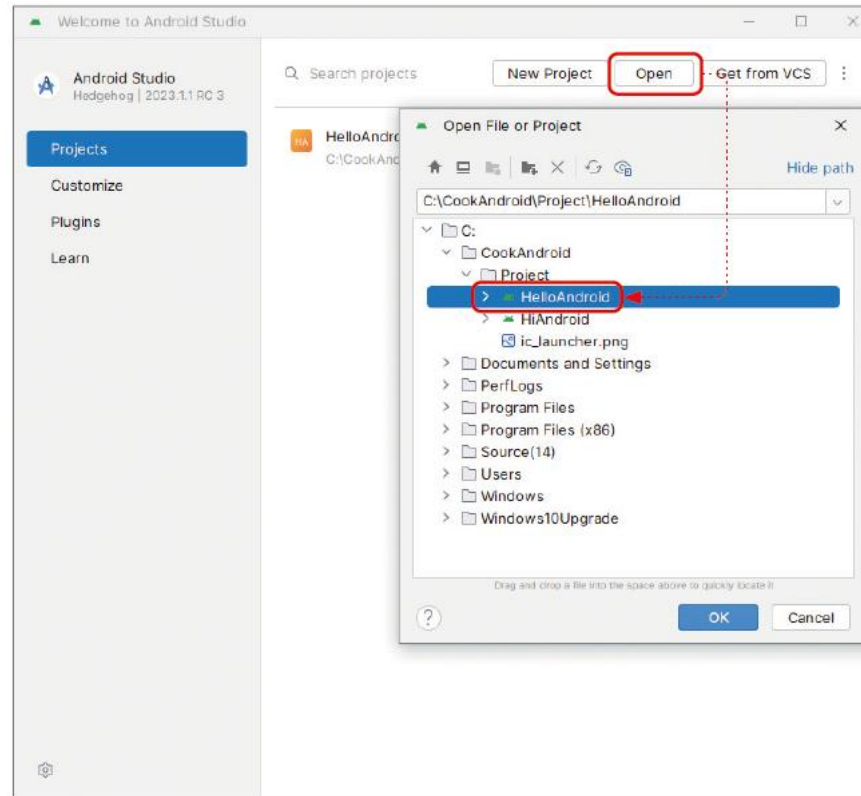 Welcome to Android Studio
Android Studio
Hedgehog | 2023.1.1 RC 3
Search projects
New Project
Open
Get from VCS
Projects
Customize
Plugins
Learn
HA
HelloAndro
C:\CookAnd
Open File or Project
Hide path
C:\CookAndroid\Project\HelloAndroid
C:
CookAndroid
Project
HelloAndroid
HiAndroid
ic_launcher.png
Documents and Settings
PerfLogs
Program Files
Program Files (x86)
Source(14)
Users
Windows
Windows10Upgrade
Drag and drop a file into the space above to quickly locate it
?
OK
Cancel